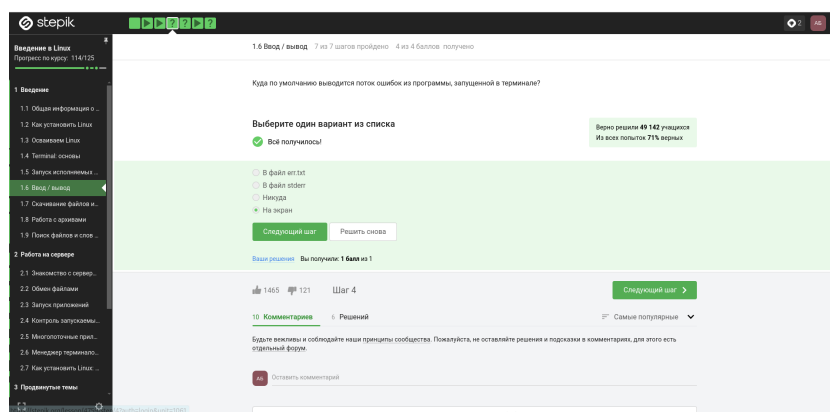 stepik
2
АБ
Введение в Linux
Прогресс по курсу: 114/125
1 Введение
1.1 Общая информация о ...
1.2 Как установить Linux
1.3 Осваиваем Linux
1.4 Terminal: основы
1.5 Запуск исполняемых ...
1.6 Ввод / вывод
1.7 Скачивание файлов и...
1.8 Работа с архивами
1.9 Поиск файлов и слов ...
2 Работа на сервере
2.1 Знакомство с сервер...
2.2 Обмен файлами
2.3 Запуск приложений
2.4 Контроль запускаемы...
2.5 Многопоточные прил...
2.6 Менеджер терминало...
2.7 Как установить Linux ...
3 Продвинутые темы
1.6 Ввод / вывод 7 из 7 шагов пройдено 4 из 4 баллов получено
Куда по умолчанию выводится поток ошибок из программы, запущенной в терминале?
Выберите один вариант из списка
Всё получилось!
Верно решили 49 142 учащихся
Из всех попыток 71% верных
В файл err.txt
В файл stderr
Никуда
На экран
Следующий шаг Решить снова
Ваши решения Вы получили: 1 балл из 1
1465 121 Шаг 4 Следующий шаг
10 Комментариев 6 Решений Самые популярные
Будьте вежливы и соблюдайте наши принципы сообщества. Пожалуйста, не оставляйте решения и подсказки в комментариях, для этого есть
отдельный форум.
АБ Оставить комментарий